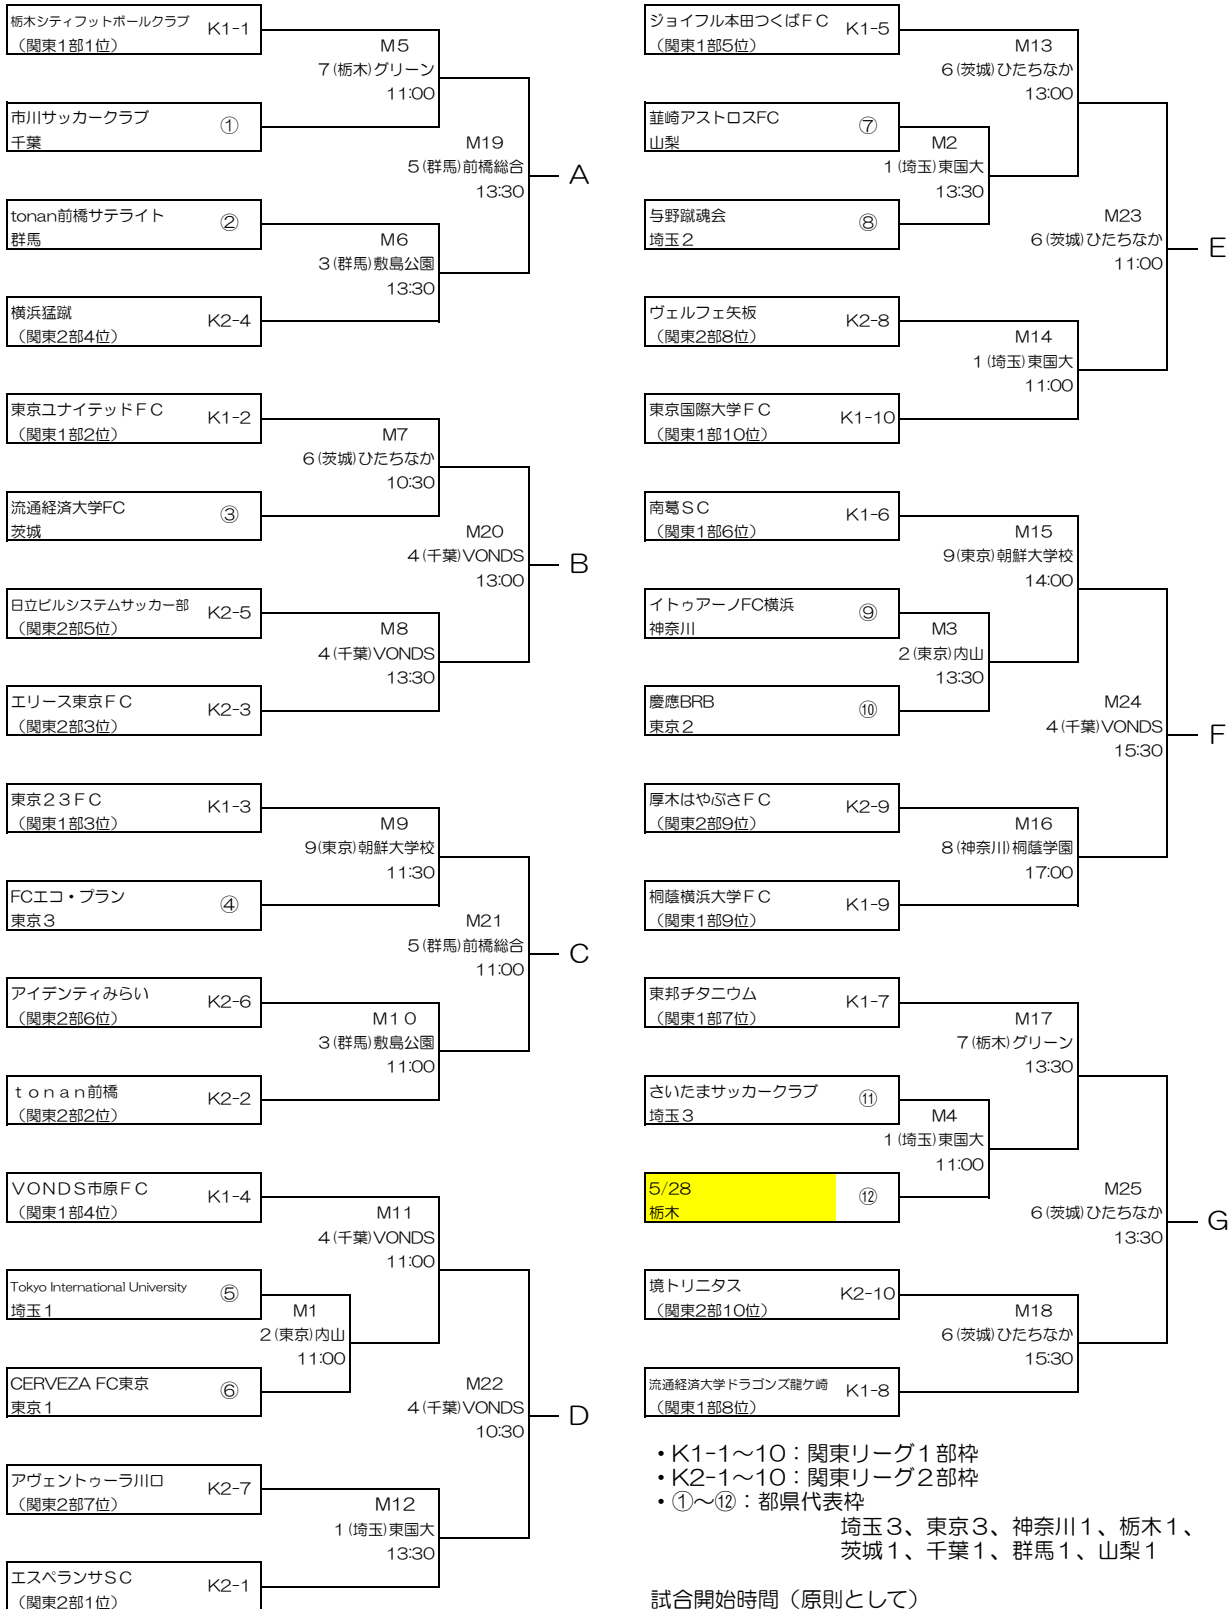 栃木シティフットボールクラブ
（関東1部1位）
K1-1
M5
7(栃木)グリーン
11:00
市川サッカークラブ
千葉
①
M19
5(群馬)前橋総合
13:30
A
tonan前橋サテライト
群馬
②
M6
3(群馬)敷島公園
13:30
横浜猛蹴
（関東2部4位）
K2-4
東京ユナイテッドＦＣ
（関東1部2位）
K1-2
M7
6(茨城)ひたちなか
10:30
流通経済大学FC
茨城
③
M20
4(千葉)VONDS
13:00
B
日立ビルシステムサッカー部
（関東2部5位）
K2-5
M8
4(千葉)VONDS
13:30
エリース東京ＦＣ
（関東2部3位）
K2-3
東京２３ＦＣ
（関東1部3位）
K1-3
M9
9(東京)朝鮮大学校
11:30
FCエコ・プラン
東京３
④
M21
5(群馬)前橋総合
11:00
C
アイデンティみらい
（関東2部6位）
K2-6
M10
3(群馬)敷島公園
11:00
ｔｏｎａｎ前橋
（関東2部2位）
K2-2
ＶＯＮＤＳ市原ＦＣ
（関東1部4位）
K1-4
M11
4(千葉)VONDS
11:00
Tokyo International University
埼玉１
⑤
M1
2(東京)内山
11:00
CERVEZA FC東京
東京１
⑥
M22
4(千葉)VONDS
10:30
D
アヴェントゥーラ川口
（関東2部7位）
K2-7
M12
1(埼玉)東国大
13:30
エスペランサＳＣ
（関東2部1位）
K2-1
ジョイフル本田つくばＦＣ
（関東1部5位）
K1-5
M13
6(茨城)ひたちなか
13:00
韮崎アストロスFC
山梨
⑦
M2
1(埼玉)東国大
13:30
与野蹴魂会
埼玉２
⑧
M23
6(茨城)ひたちなか
11:00
E
ヴェルフェ矢板
（関東2部8位）
K2-8
M14
1(埼玉)東国大
11:00
東京国際大学ＦＣ
（関東1部10位）
K1-10
南葛ＳＣ
（関東1部6位）
K1-6
M15
9(東京)朝鮮大学校
14:00
イトゥアーノFC横浜
神奈川
⑨
M3
2(東京)内山
13:30
慶應BRB
東京２
⑩
M24
4(千葉)VONDS
15:30
F
厚木はやぶさＦＣ
（関東2部9位）
K2-9
M16
8(神奈川)桐蔭学園
17:00
桐蔭横浜大学ＦＣ
（関東1部9位）
K1-9
東邦チタニウム
（関東1部7位）
K1-7
M17
7(栃木)グリーン
13:30
さいたまサッカークラブ
埼玉３
⑪
M4
1(埼玉)東国大
11:00
5/28
栃木
⑫
M25
6(茨城)ひたちなか
13:30
G
境トリニタス
（関東2部10位）
K2-10
M18
6(茨城)ひたちなか
15:30
流通経済大学ドラゴンズ龍ケ崎
（関東1部8位）
K1-8
・K1-1～10：関東リーグ１部枠
・K2-1～10：関東リーグ２部枠
・①～⑫：都県代表枠
埼玉３、東京３、神奈川１、栃木１、
茨城１、千葉１、群馬１、山梨１
試合開始時間（原則として）